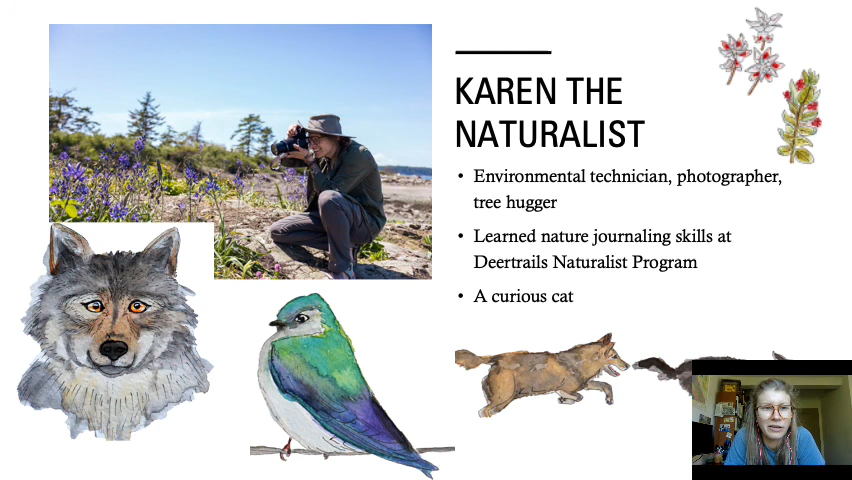 KAREN THE
NATURALIST
• Environmental technician, photographer,
tree hugger
• Learned nature journaling skills at
Deertrails Naturalist Program
• A curious cat